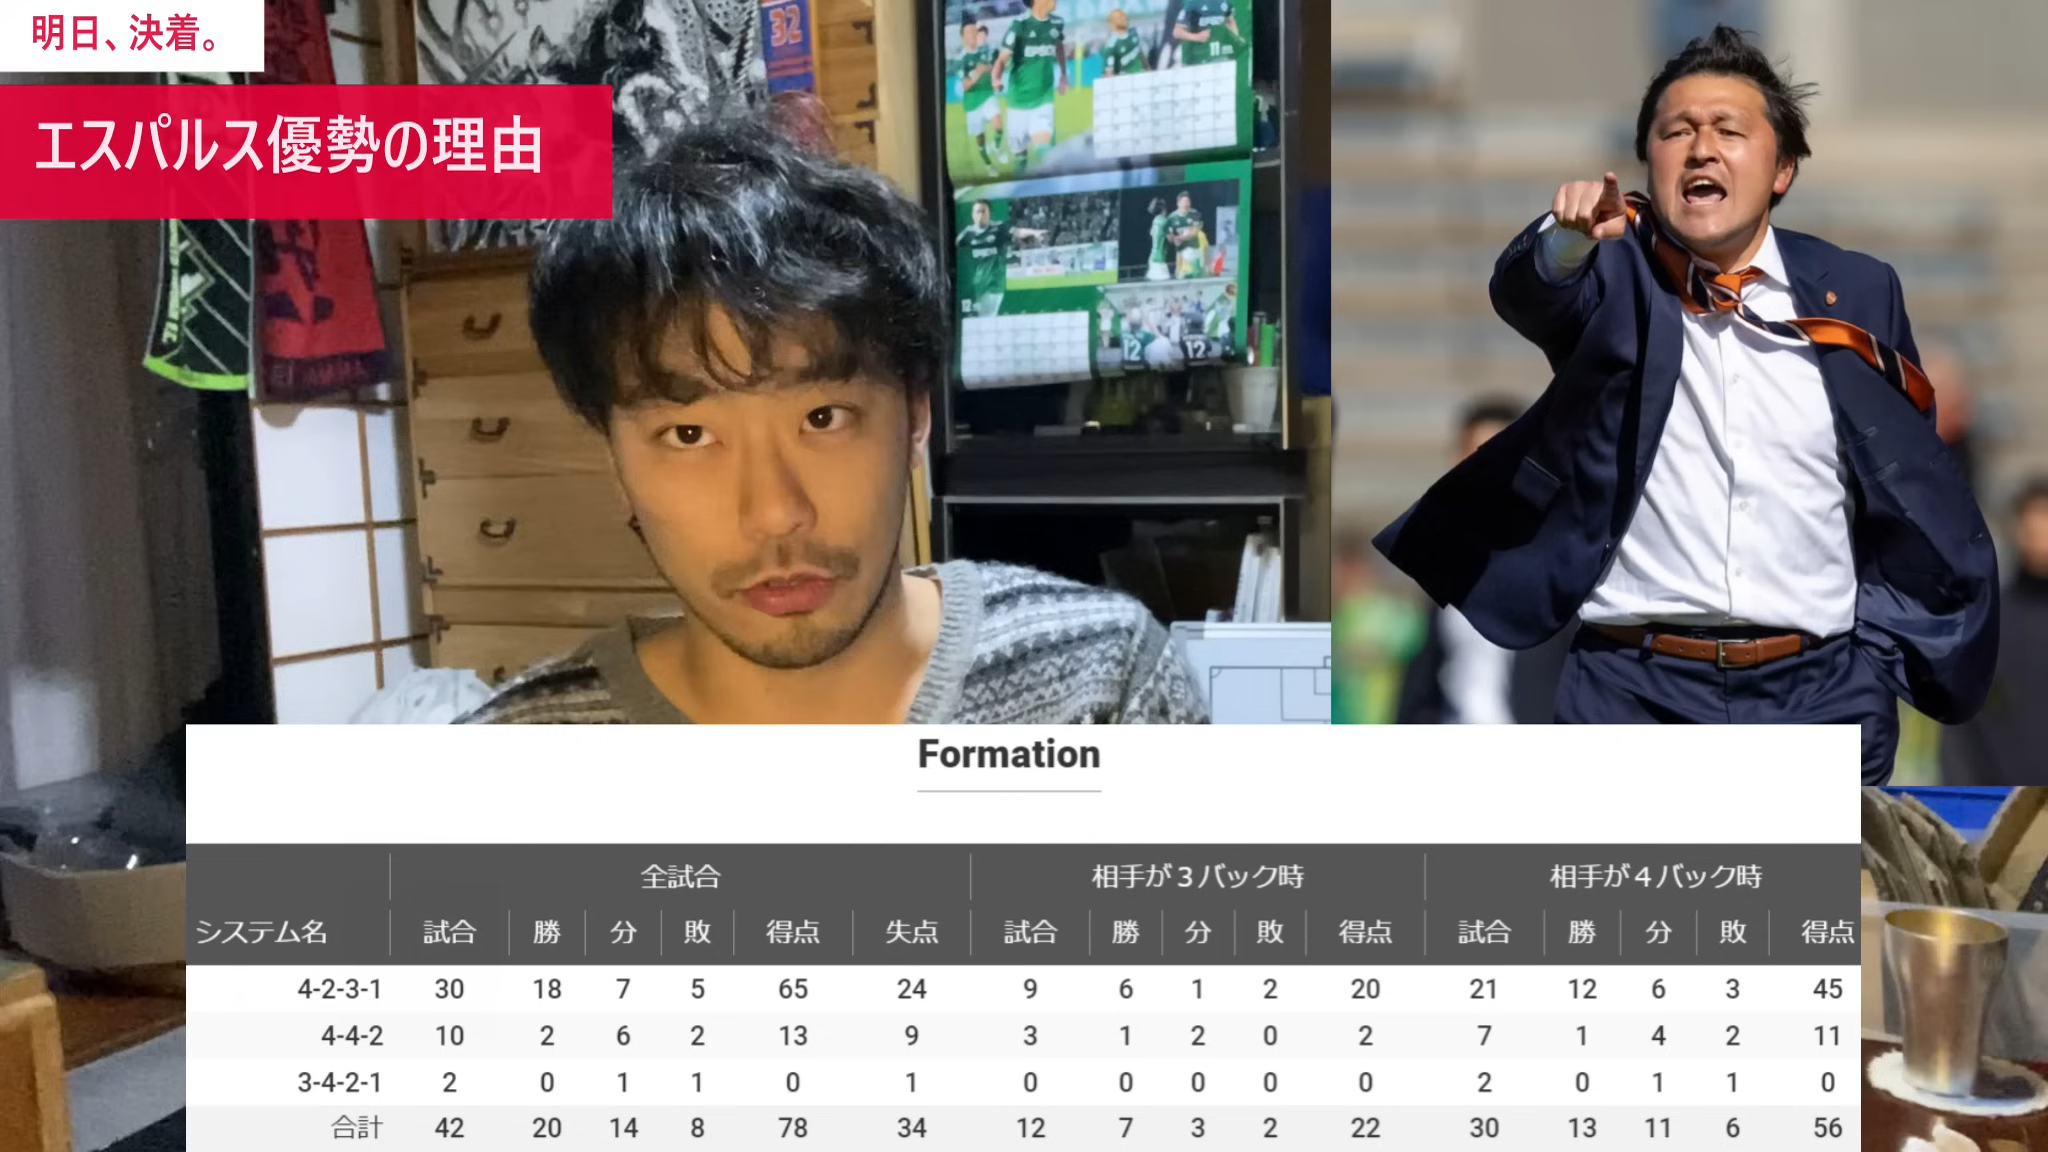 明日、決着。
エスパルス優勢の理由
32
EPSON
EPSON
11
12
12
12
Formation
全試合 相手が3バック時 相手が4バック時
システム名 試合 勝 分 敗 得点 失点 試合 勝 分 敗 得点 試合 勝 分 敗 得点
4-2-3-1 30 18 7 5 65 24 9 6 1 2 20 21 12 6 3 45
4-4-2 10 2 6 2 13 9 3 1 2 0 2 7 1 4 2 11
3-4-2-1 2 0 1 1 0 1 0 0 0 0 0 2 0 1 1 0
合計 42 20 14 8 78 34 12 7 3 2 22 30 13 11 6 56